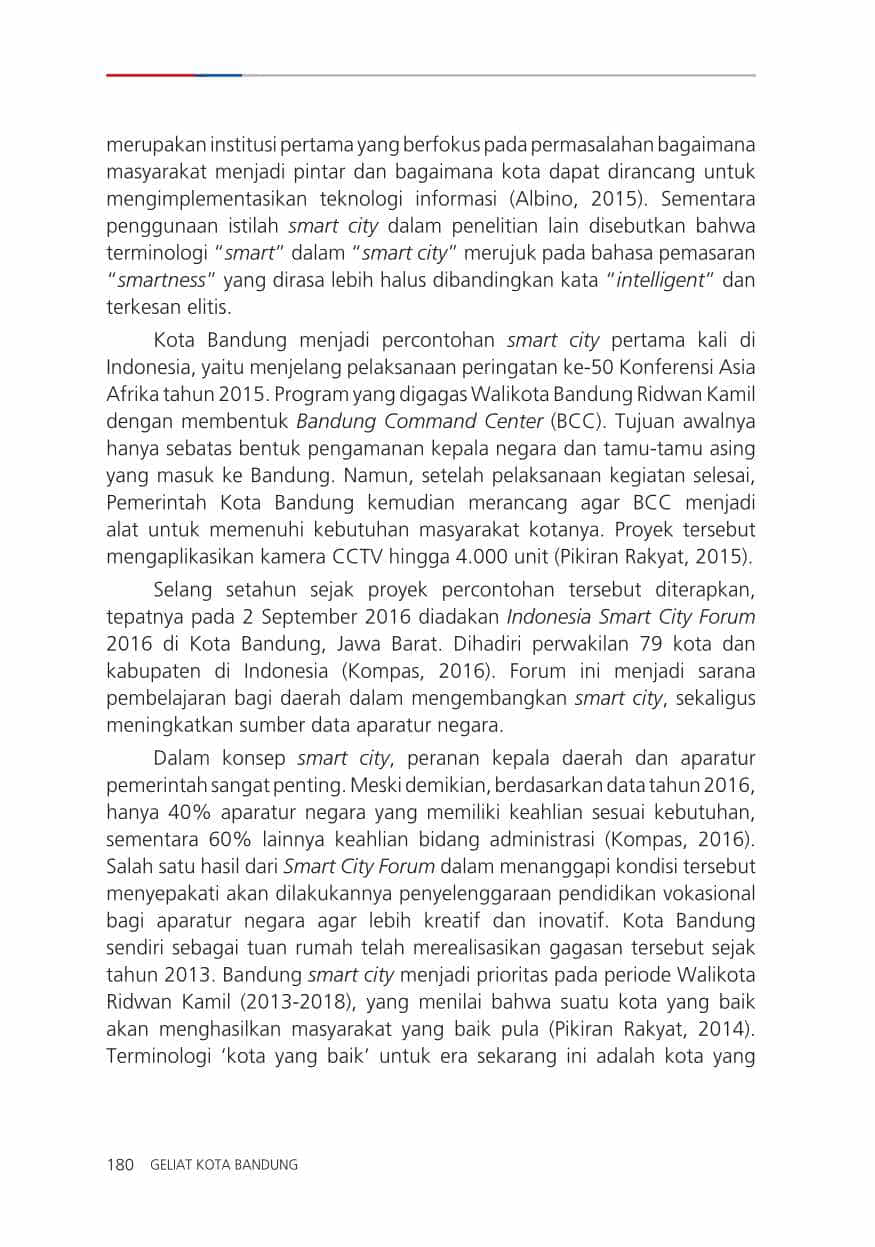 merupakan institusi pertama yang berfokus pada permasalahan bagaimana
masyarakat menjadi pintar dan bagaimana kota dapat dirancang untuk
mengimplementasikan teknologi informasi (Albino, 2015). Sementara
penggunaan istilah smart city dalam penelitian lain disebutkan bahwa
terminologi “smart” dalam “smart city” merujuk pada bahasa pemasaran
“smartness” yang dirasa lebih halus dibandingkan kata “intelligent” dan
terkesan elitis.
Kota Bandung menjadi percontohan smart city pertama kali di
Indonesia, yaitu menjelang pelaksanaan peringatan ke-50 Konferensi Asia
Afrika tahun 2015. Program yang digagas Walikota Bandung Ridwan Kamil
dengan membentuk Bandung Command Center (BCC). Tujuan awalnya
hanya sebatas bentuk pengamanan kepala negara dan tamu-tamu asing
yang masuk ke Bandung. Namun, setelah pelaksanaan kegiatan selesai,
Pemerintah Kota Bandung kemudian merancang agar BCC menjadi
alat untuk memenuhi kebutuhan masyarakat kotanya. Proyek tersebut
mengaplikasikan kamera CCTV hingga 4.000 unit (Pikiran Rakyat, 2015).
Selang setahun sejak proyek percontohan tersebut diterapkan,
tepatnya pada 2 September 2016 diadakan Indonesia Smart City Forum
2016 di Kota Bandung, Jawa Barat. Dihadiri perwakilan 79 kota dan
kabupaten di Indonesia (Kompas, 2016). Forum ini menjadi sarana
pembelajaran bagi daerah dalam mengembangkan smart city, sekaligus
meningkatkan sumber data aparatur negara.
Dalam konsep smart city, peranan kepala daerah dan aparatur
pemerintah sangat penting. Meski demikian, berdasarkan data tahun 2016,
hanya 40% aparatur negara yang memiliki keahlian sesuai kebutuhan,
sementara 60% lainnya keahlian bidang administrasi (Kompas, 2016).
Salah satu hasil dari Smart City Forum dalam menanggapi kondisi tersebut
menyepakati akan dilakukannya penyelenggaraan pendidikan vokasional
bagi aparatur negara agar lebih kreatif dan inovatif. Kota Bandung
sendiri sebagai tuan rumah telah merealisasikan gagasan tersebut sejak
tahun 2013. Bandung smart city menjadi prioritas pada periode Walikota
Ridwan Kamil (2013-2018), yang menilai bahwa suatu kota yang baik
akan menghasilkan masyarakat yang baik pula (Pikiran Rakyat, 2014).
Terminologi ‘kota yang baik’ untuk era sekarang ini adalah kota yang
180 GELIAT KOTA BANDUNG